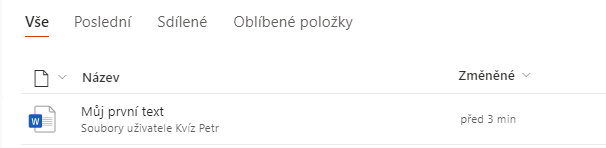 Vše Poslední Sdílené Oblíbené položky
Název Změněné
Můj první text
Soubory uživatele Kvíz Petr
před 3 min